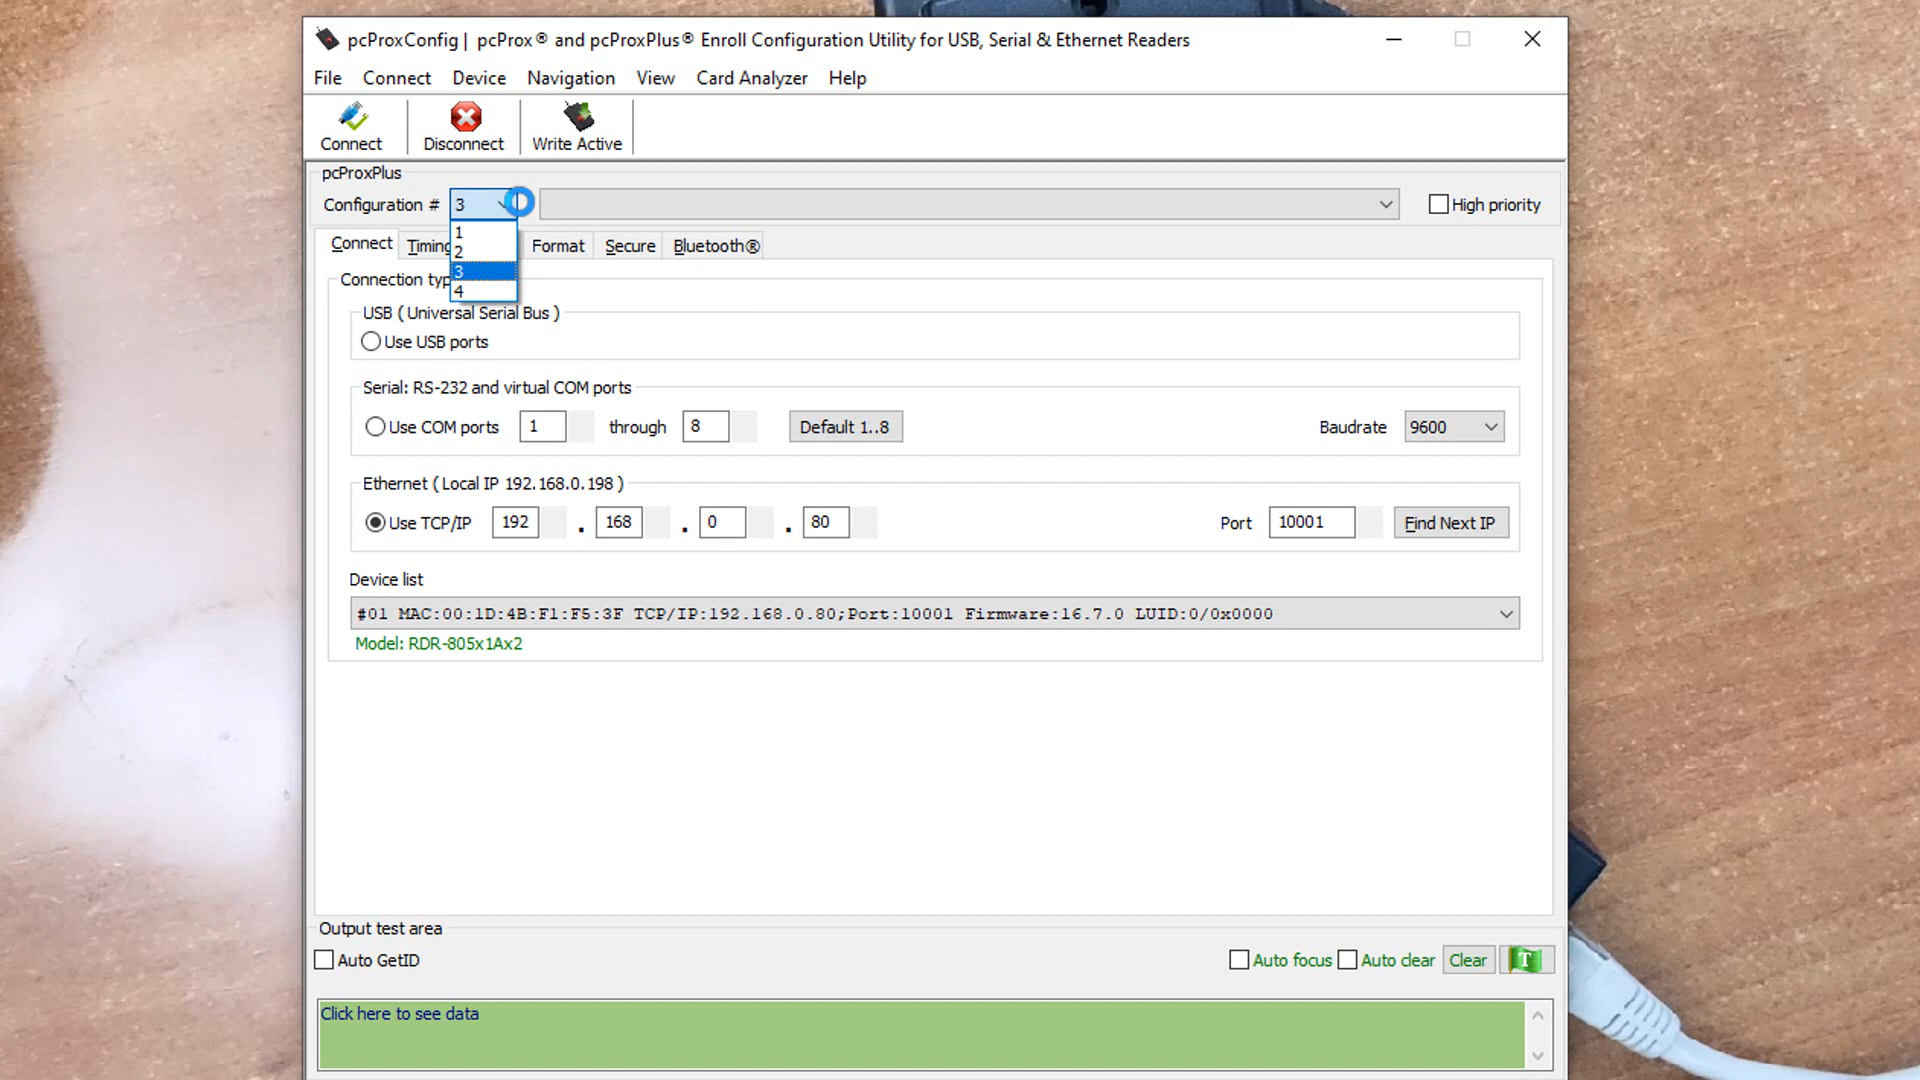 pcProxConfig | pcProx® and pcProxPlus® Enroll Configuration Utility for USB, Serial & Ethernet Readers
File Connect Device Navigation View Card Analyzer Help
Connect Disconnect Write Active
pcProxPlus
Configuration # 3 High priority
1
2
3
4
Connect Timing Format Secure Bluetooth®
Connection typ
USB ( Universal Serial Bus )
Use USB ports
Serial: RS-232 and virtual COM ports
Use COM ports 1 through 8 Default 1..8 Baudrate 9600
Ethernet ( Local IP 192.168.0.198 )
Use TCP/IP 192 . 168 . 0 . 80 Port 10001 Find Next IP
Device list
#01 MAC:00:1D:4B:F1:F5:3F TCP/IP:192.168.0.80;Port:10001 Firmware:16.7.0 LUID:0/0x0000
Model: RDR-805x1Ax2
Output test area
Auto GetID Auto focus Auto clear Clear T
Click here to see data